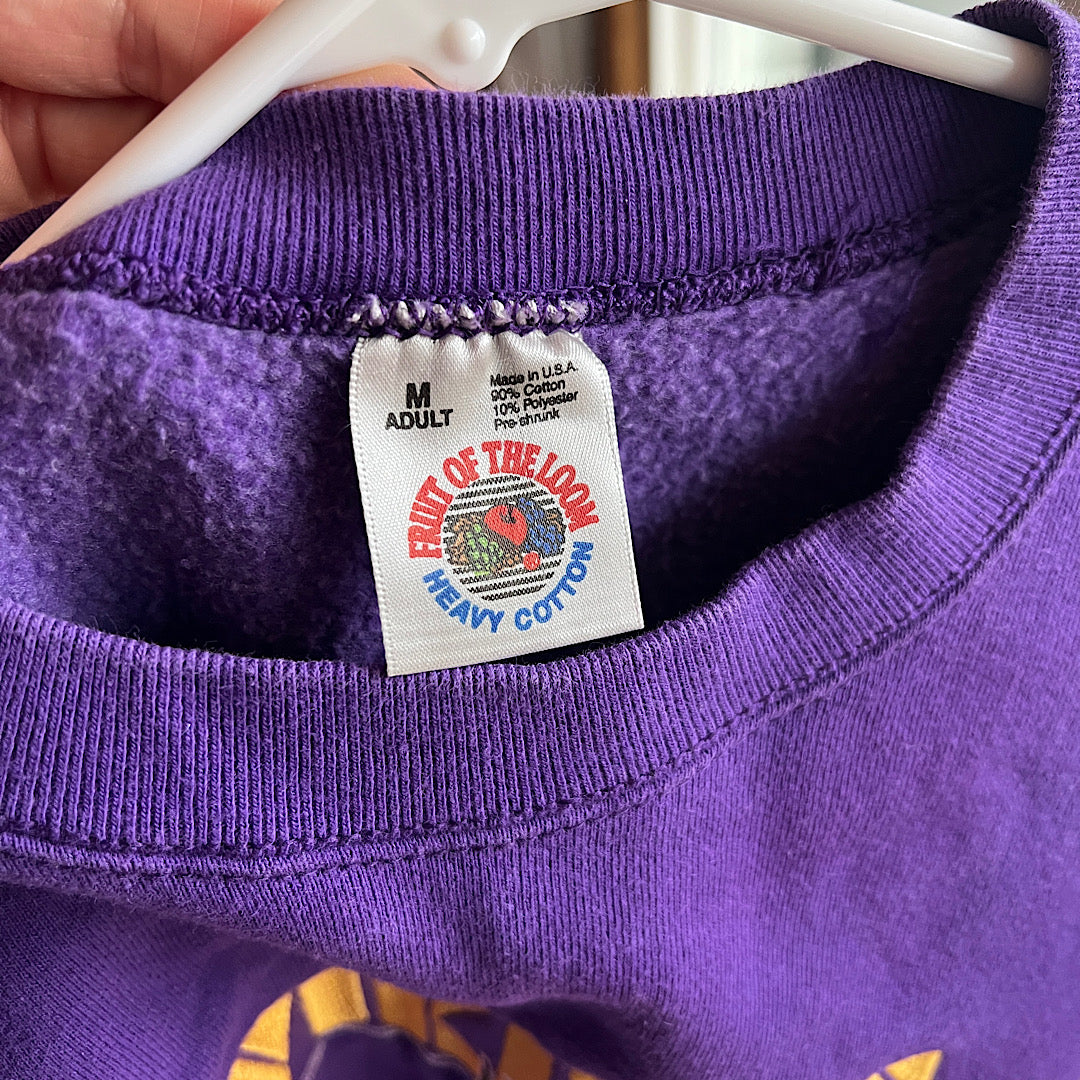 M
ADULT
Made in U.S.A.
90% Cotton
10% Polyester
Pre-shrunk
FRUIT OF THE LOOM
HEAVY COTTON